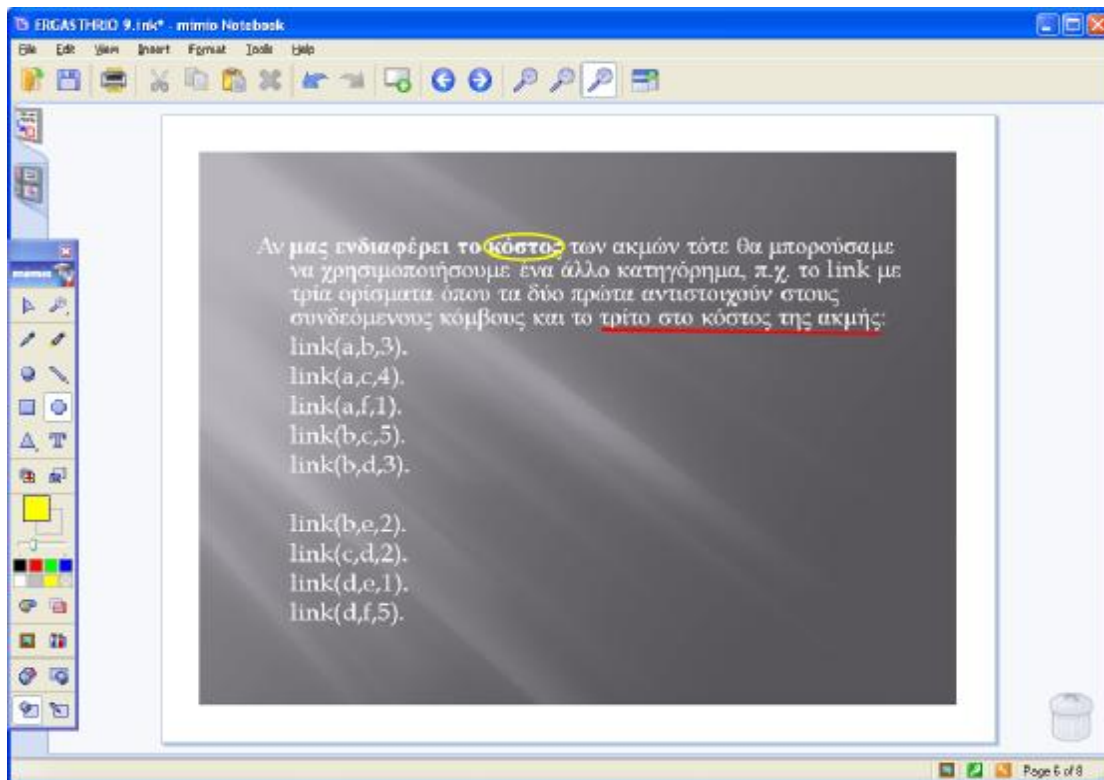 ERGASTHRIO 9.ink* - mimio Notebook
File Edit View Insert Format Tools Help
mimio
Αν μας ενδιαφέρει το κόστος των ακμών τότε θα μπορούσαμε
να χρησιμοποιήσουμε ένα άλλο κατηγόρημα, π.χ. το link με
τρία ορίσματα όπου τα δύο πρώτα αντιστοιχούν στους
συνδεόμενους κόμβους και το τρίτο στο κόστος της ακμής:
link(a,b,3).
link(a,c,4).
link(a,f,1).
link(b,c,5).
link(b,d,3).
link(b,e,2).
link(c,d,2).
link(d,e,1).
link(d,f,5).
Page 6 of 8